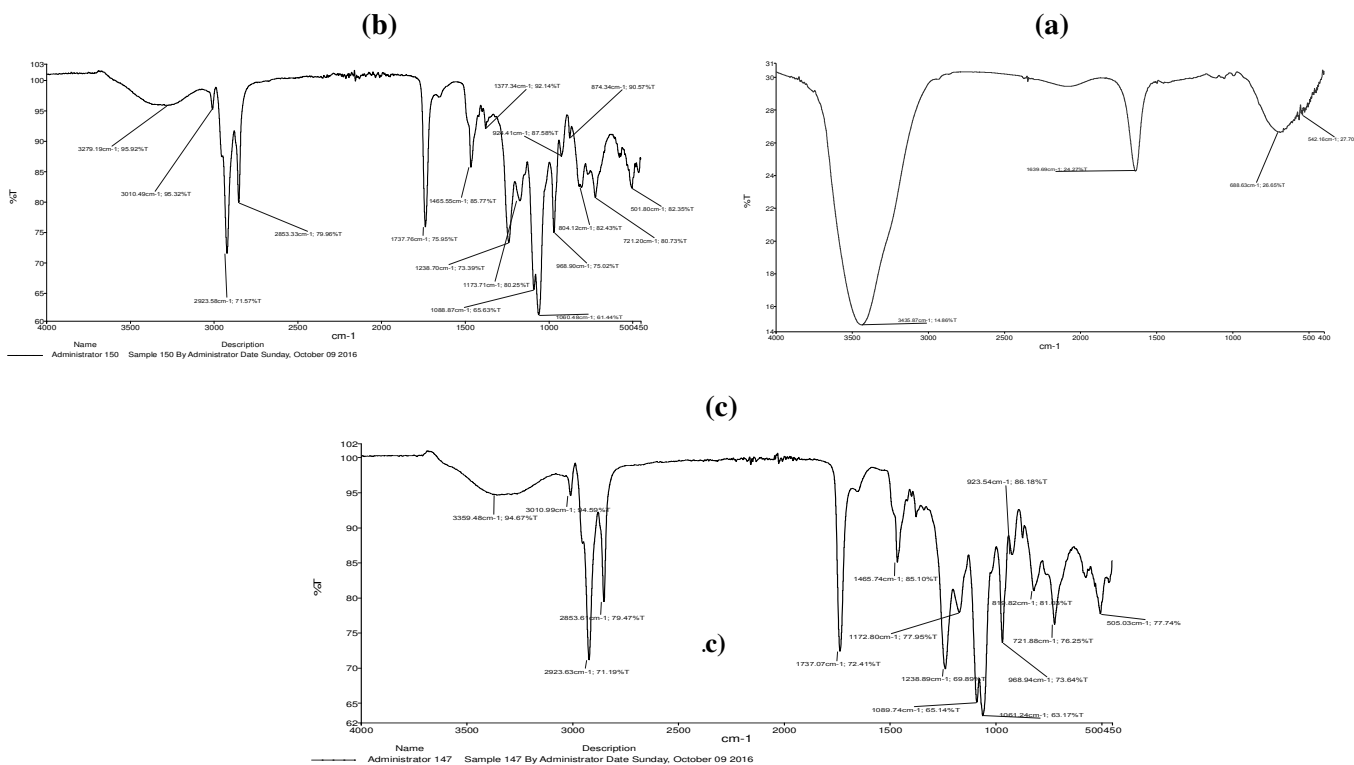 (b)
(a)
103
100
95
90
85
80
75
70
65
60
%T
4000
3000
2000
1000
500450
cm-1
3279.19cm-1; 95.92%T
3010.49cm-1; 95.32%T
2923.58cm-1; 71.57%T
2853.33cm-1; 79.96%T
1737.76cm-1; 75.95%T
1465.55cm-1; 85.77%T
1377.34cm-1; 92.14%T
1238.70cm-1; 73.39%T
1173.71cm-1; 80.25%T
1088.87cm-1; 65.63%T
1060.48cm-1; 61.44%T
968.90cm-1; 75.02%T
924.41cm-1; 87.58%T
874.34cm-1; 90.57%T
804.12cm-1; 82.43%T
721.20cm-1; 80.73%T
501.80cm-1; 82.35%T
Name Description
Administrator 150 Sample 150 By Administrator Date Sunday, October 09 2016
31
30
28
26
24
22
20
18
16
14
%T
4000
3500
3000
2500
2000
1500
1000
500 400
cm-1
3435.87cm-1; 14.86%T
1639.69cm-1; 24.27%T
688.63cm-1; 26.65%T
542.16cm-1; 27.70
(c)
102
100
95
90
85
80
75
70
65
62
%T
4000
3000
2000
1000
500450
cm-1
3359.48cm-1; 94.67%T
3010.99cm-1; 94.59%T
2923.63cm-1; 71.19%T
2853.61cm-1; 79.47%T
.c)
1737.07cm-1; 72.41%T
1465.74cm-1; 85.10%T
1238.89cm-1; 69.89%T
1172.80cm-1; 77.95%T
1089.74cm-1; 65.14%T
1061.24cm-1; 63.17%T
968.94cm-1; 73.64%T
923.54cm-1; 86.18%T
721.88cm-1; 76.25%T
505.03cm-1; 77.74%
Name Description
Administrator 147 Sample 147 By Administrator Date Sunday, October 09 2016